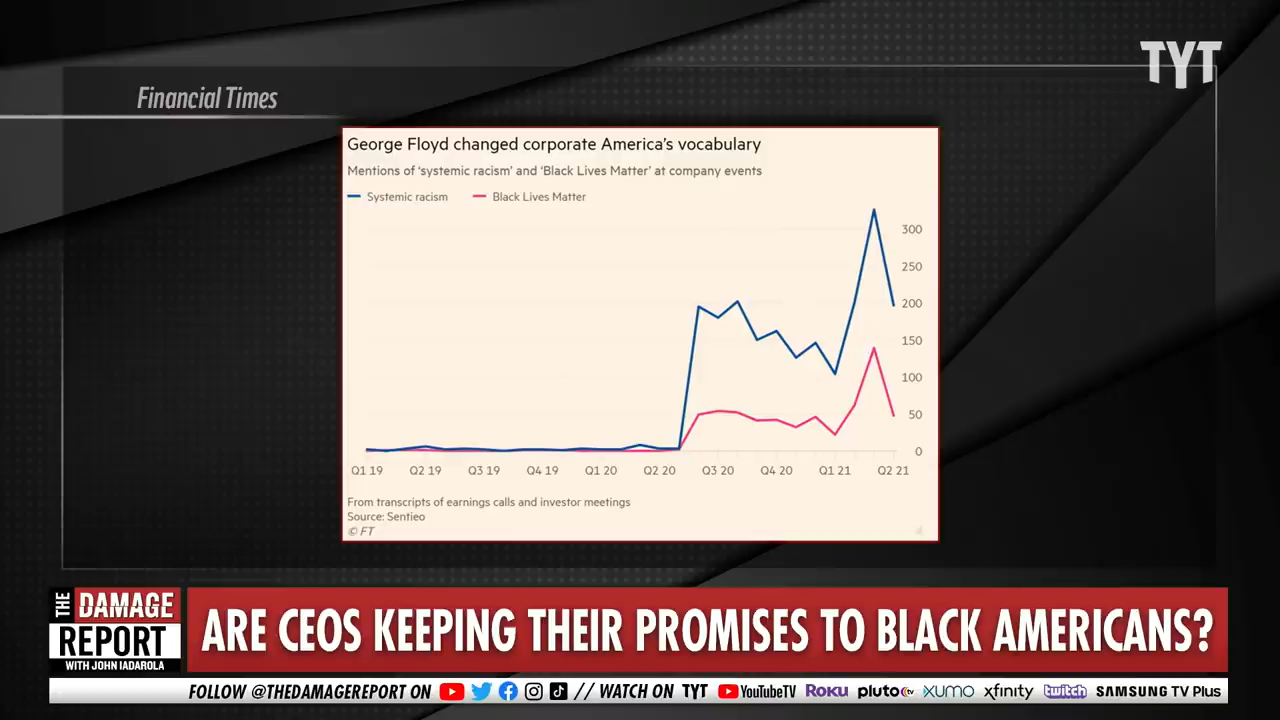 TYT
Financial Times
George Floyd changed corporate America's vocabulary
Mentions of 'systemic racism' and 'Black Lives Matter' at company events
Systemic racism Black Lives Matter
300
250
200
150
100
50
0
Q1 19 Q2 19 Q3 19 Q4 19 Q1 20 Q2 20 Q3 20 Q4 20 Q1 21 Q2 21
From transcripts of earnings calls and investor meetings
Source: Sentieo
© FT
THE DAMAGE REPORT
WITH JOHN IADAROLA
ARE CEOS KEEPING THEIR PROMISES TO BLACK AMERICANS?
FOLLOW @THEDAMAGEREPORT ON // WATCH ON TYT YouTubeTV Roku pluto tv xumo xfinity twitch SAMSUNG TV Plus